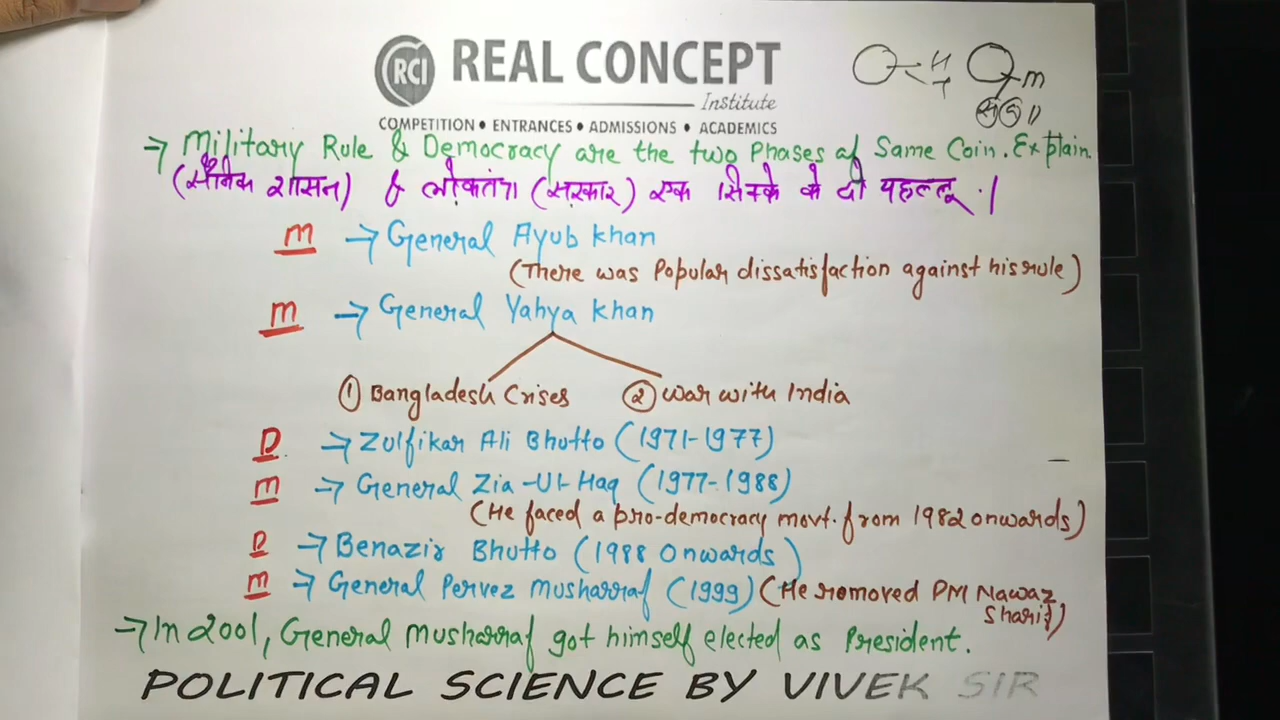 RCI REAL CONCEPT
Institute
COMPETITION • ENTRANCES • ADMISSIONS • ACADEMICS
H
T
m
D
→ Military Rule & Democracy are the two Phases of Same Coin. Explain
(सैनिक शासन) & लोकतंत्र (सरकार) एक सिक्के के दो पहल्लू.।
m → General Ayub Khan
(There was Popular dissatisfaction against his rule)
m → General Yahya Khan
① Bangladesh Crises ② War with India
D → Zulfikar Ali Bhutto (1971-1977)
m → General Zia-Ul-Haq (1977-1988)
(He faced a pro-democracy movt. from 1982 onwards)
D → Benazir Bhutto (1988 Onwards)
m → General Pervez Musharraf (1999) (He removed PM Nawaz
Sharif)
→ In 2001, General Musharraf got himself elected as President.
POLITICAL SCIENCE BY VIVEK SIR